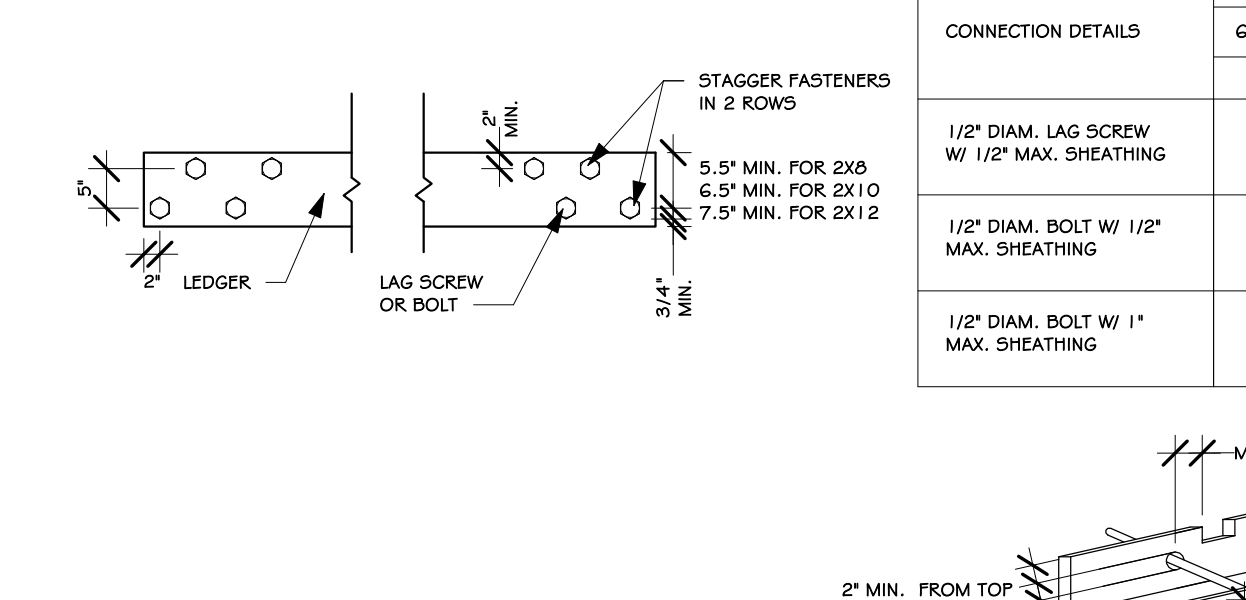 STAGGER FASTENERS
IN 2 ROWS
2"
MIN.
5"
5.5" MIN. FOR 2X8
6.5" MIN. FOR 2X10
7.5" MIN. FOR 2X12
2"
LEDGER
LAG SCREW
OR BOLT
3/4"
MIN.
CONNECTION DETAILS
1/2" DIAM. LAG SCREW
W/ 1/2" MAX. SHEATHING
1/2" DIAM. BOLT W/ 1/2"
MAX. SHEATHING
1/2" DIAM. BOLT W/ 1"
MAX. SHEATHING
2" MIN. FROM TOP